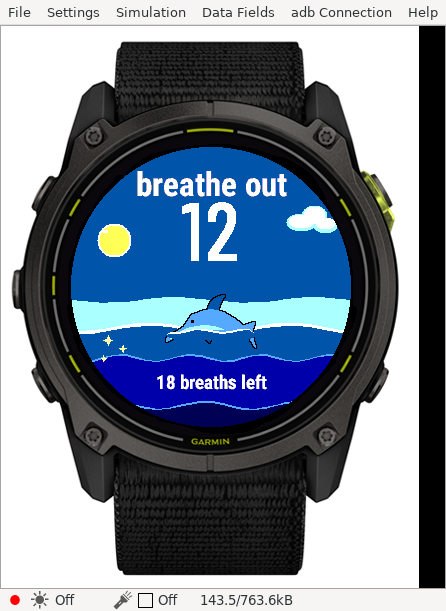 File Settings Simulation Data Fields adb Connection Help
breathe out
12
18 breaths left
GARMIN
Off Off 143.5/763.6kB